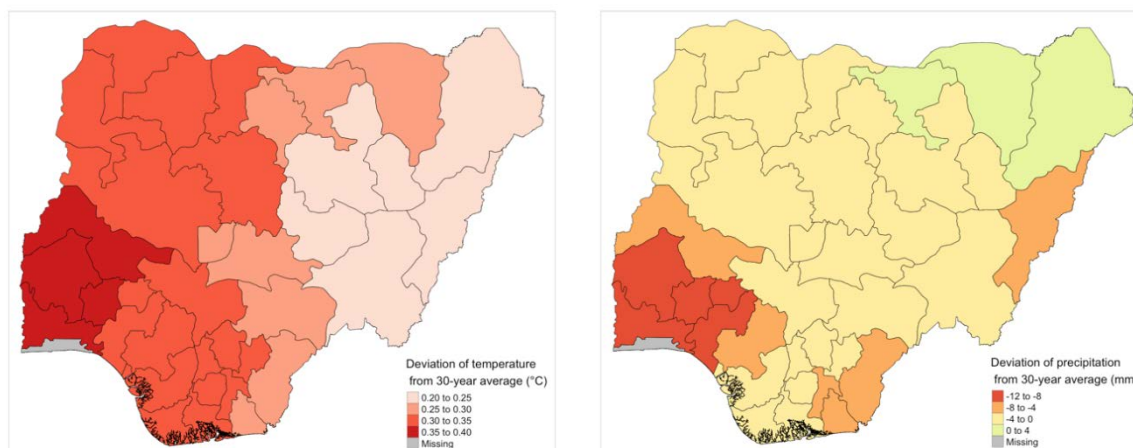 Deviation of temperature
from 30-year average (°C)
0.20 to 0.25
0.25 to 0.30
0.30 to 0.35
0.35 to 0.40
Missing
Deviation of precipitation
from 30-year average (mm)
-12 to -8
-8 to -4
-4 to 0
0 to 4
Missing